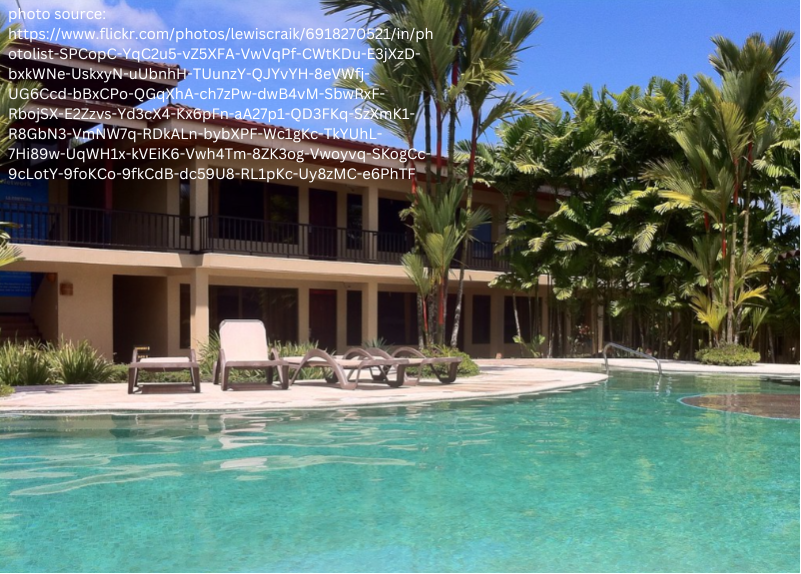 photo source:
https://www.flickr.com/photos/lewiscraik/6918270521/in/ph
otolist-SPCopC-YqC2u5-vZ5XFA-VwVqPf-CWtKDu-E3jXzD-
bxkWNe-UskxyN-uUbnhH-TUunzY-QJYvYH-8eVWfj-
UG6Ccd-bBxCPo-QGqXhA-ch7zPw-dwB4vM-SbwRxF-
RbojSX-E2Zzvs-Yd3cX4-Kx6pFn-aA27p1-QD3FKq-SzXmK1-
R8GbN3-VmNW7q-RDkALn-bybXPF-Wc1gKc-TkYUhL-
7Hi89w-UqWH1x-kVEiK6-Vwh4Tm-8ZK3og-Vwoyvq-SKogCc-
9cLotY-9foKCo-9fkCdB-dc59U8-RL1pKc-Uy8zMC-e6PhTF